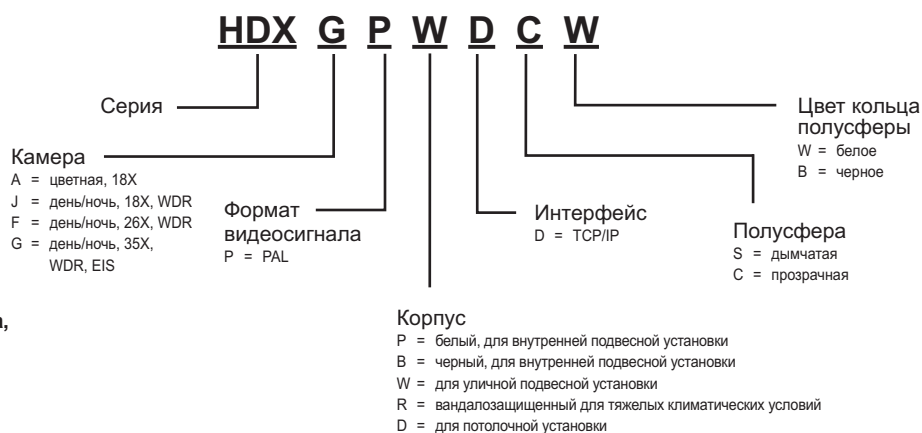 HDX G P W D C W
Серия
Камера
A = цветная, 18X
J = день/ночь, 18X, WDR
F = день/ночь, 26X, WDR
G = день/ночь, 35X,
WDR, EIS
Формат
видеосигнала
P = PAL
Корпус
P = белый, для внутренней подвесной установки
B = черный, для внутренней подвесной установки
W = для уличной подвесной установки
R = вандалозащищенный для тяжелых климатических условий
D = для потолочной установки
Интерфейс
D = TCP/IP
Полусфера
S = дымчатая
C = прозрачная
Цвет кольца
полусферы
W = белое
B = черное